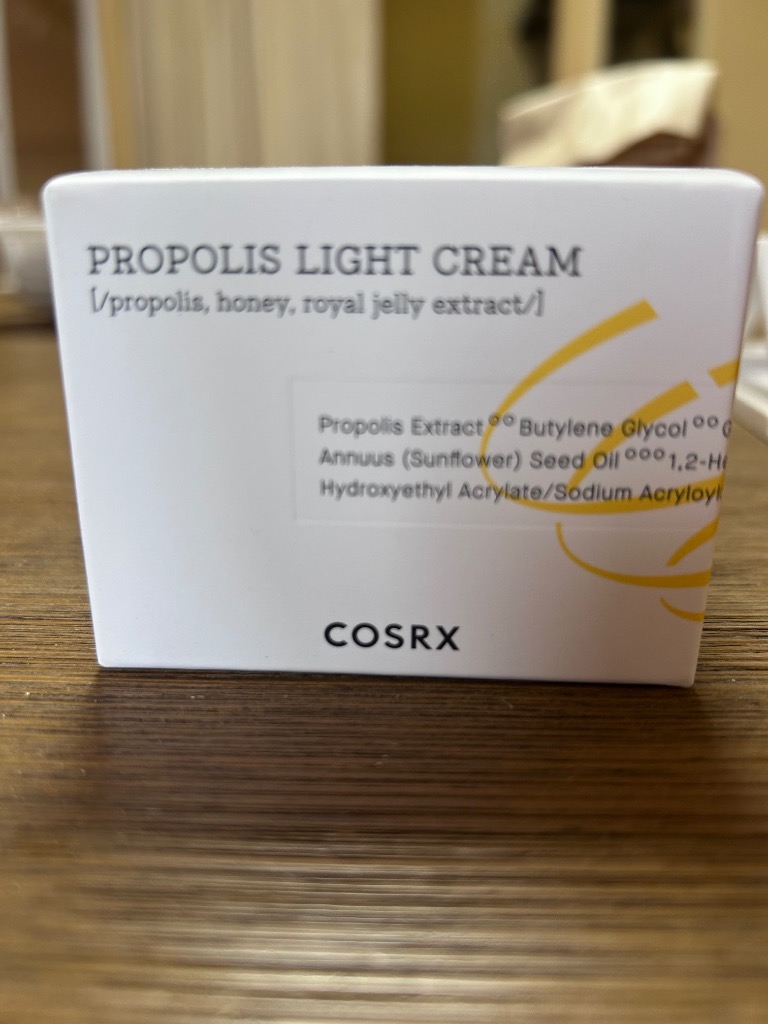 PROPOLIS LIGHT CREAM
[/propolis, honey, royal jelly extract/]
Propolis Extract °° Butylene Glycol °°
Annuus (Sunflower) Seed Oil °°° 1,2-
Hydroxyethyl Acrylate/Sodium
COSRX